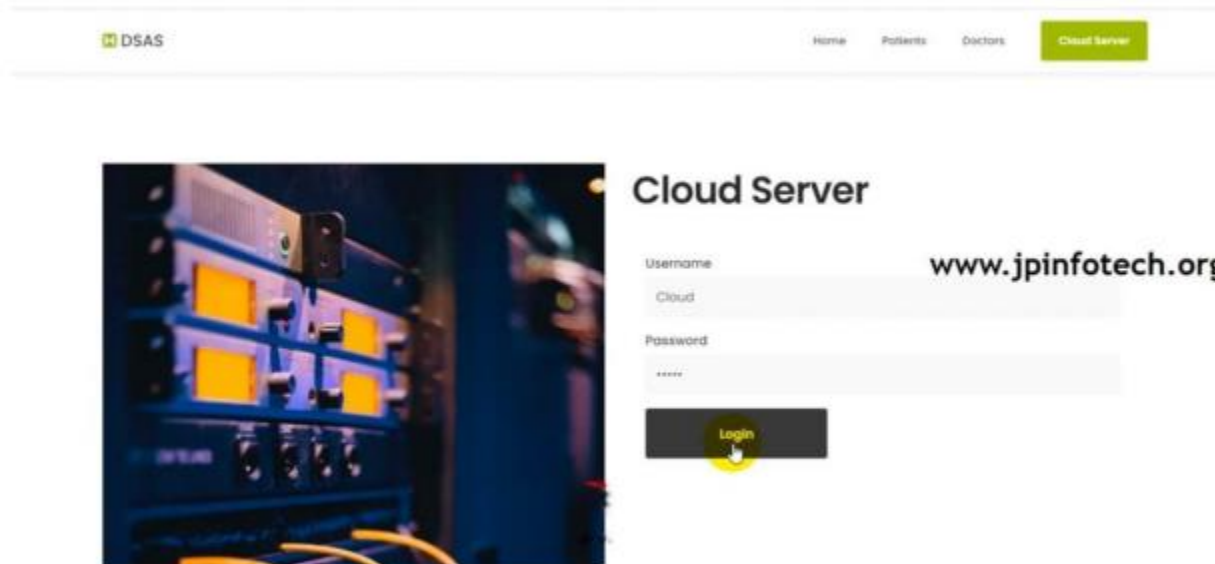 DSAS
Home Patients Doctors Cloud Server
Cloud Server
Username
www.jpinfotech.org
Cloud
Password
•••••
Login